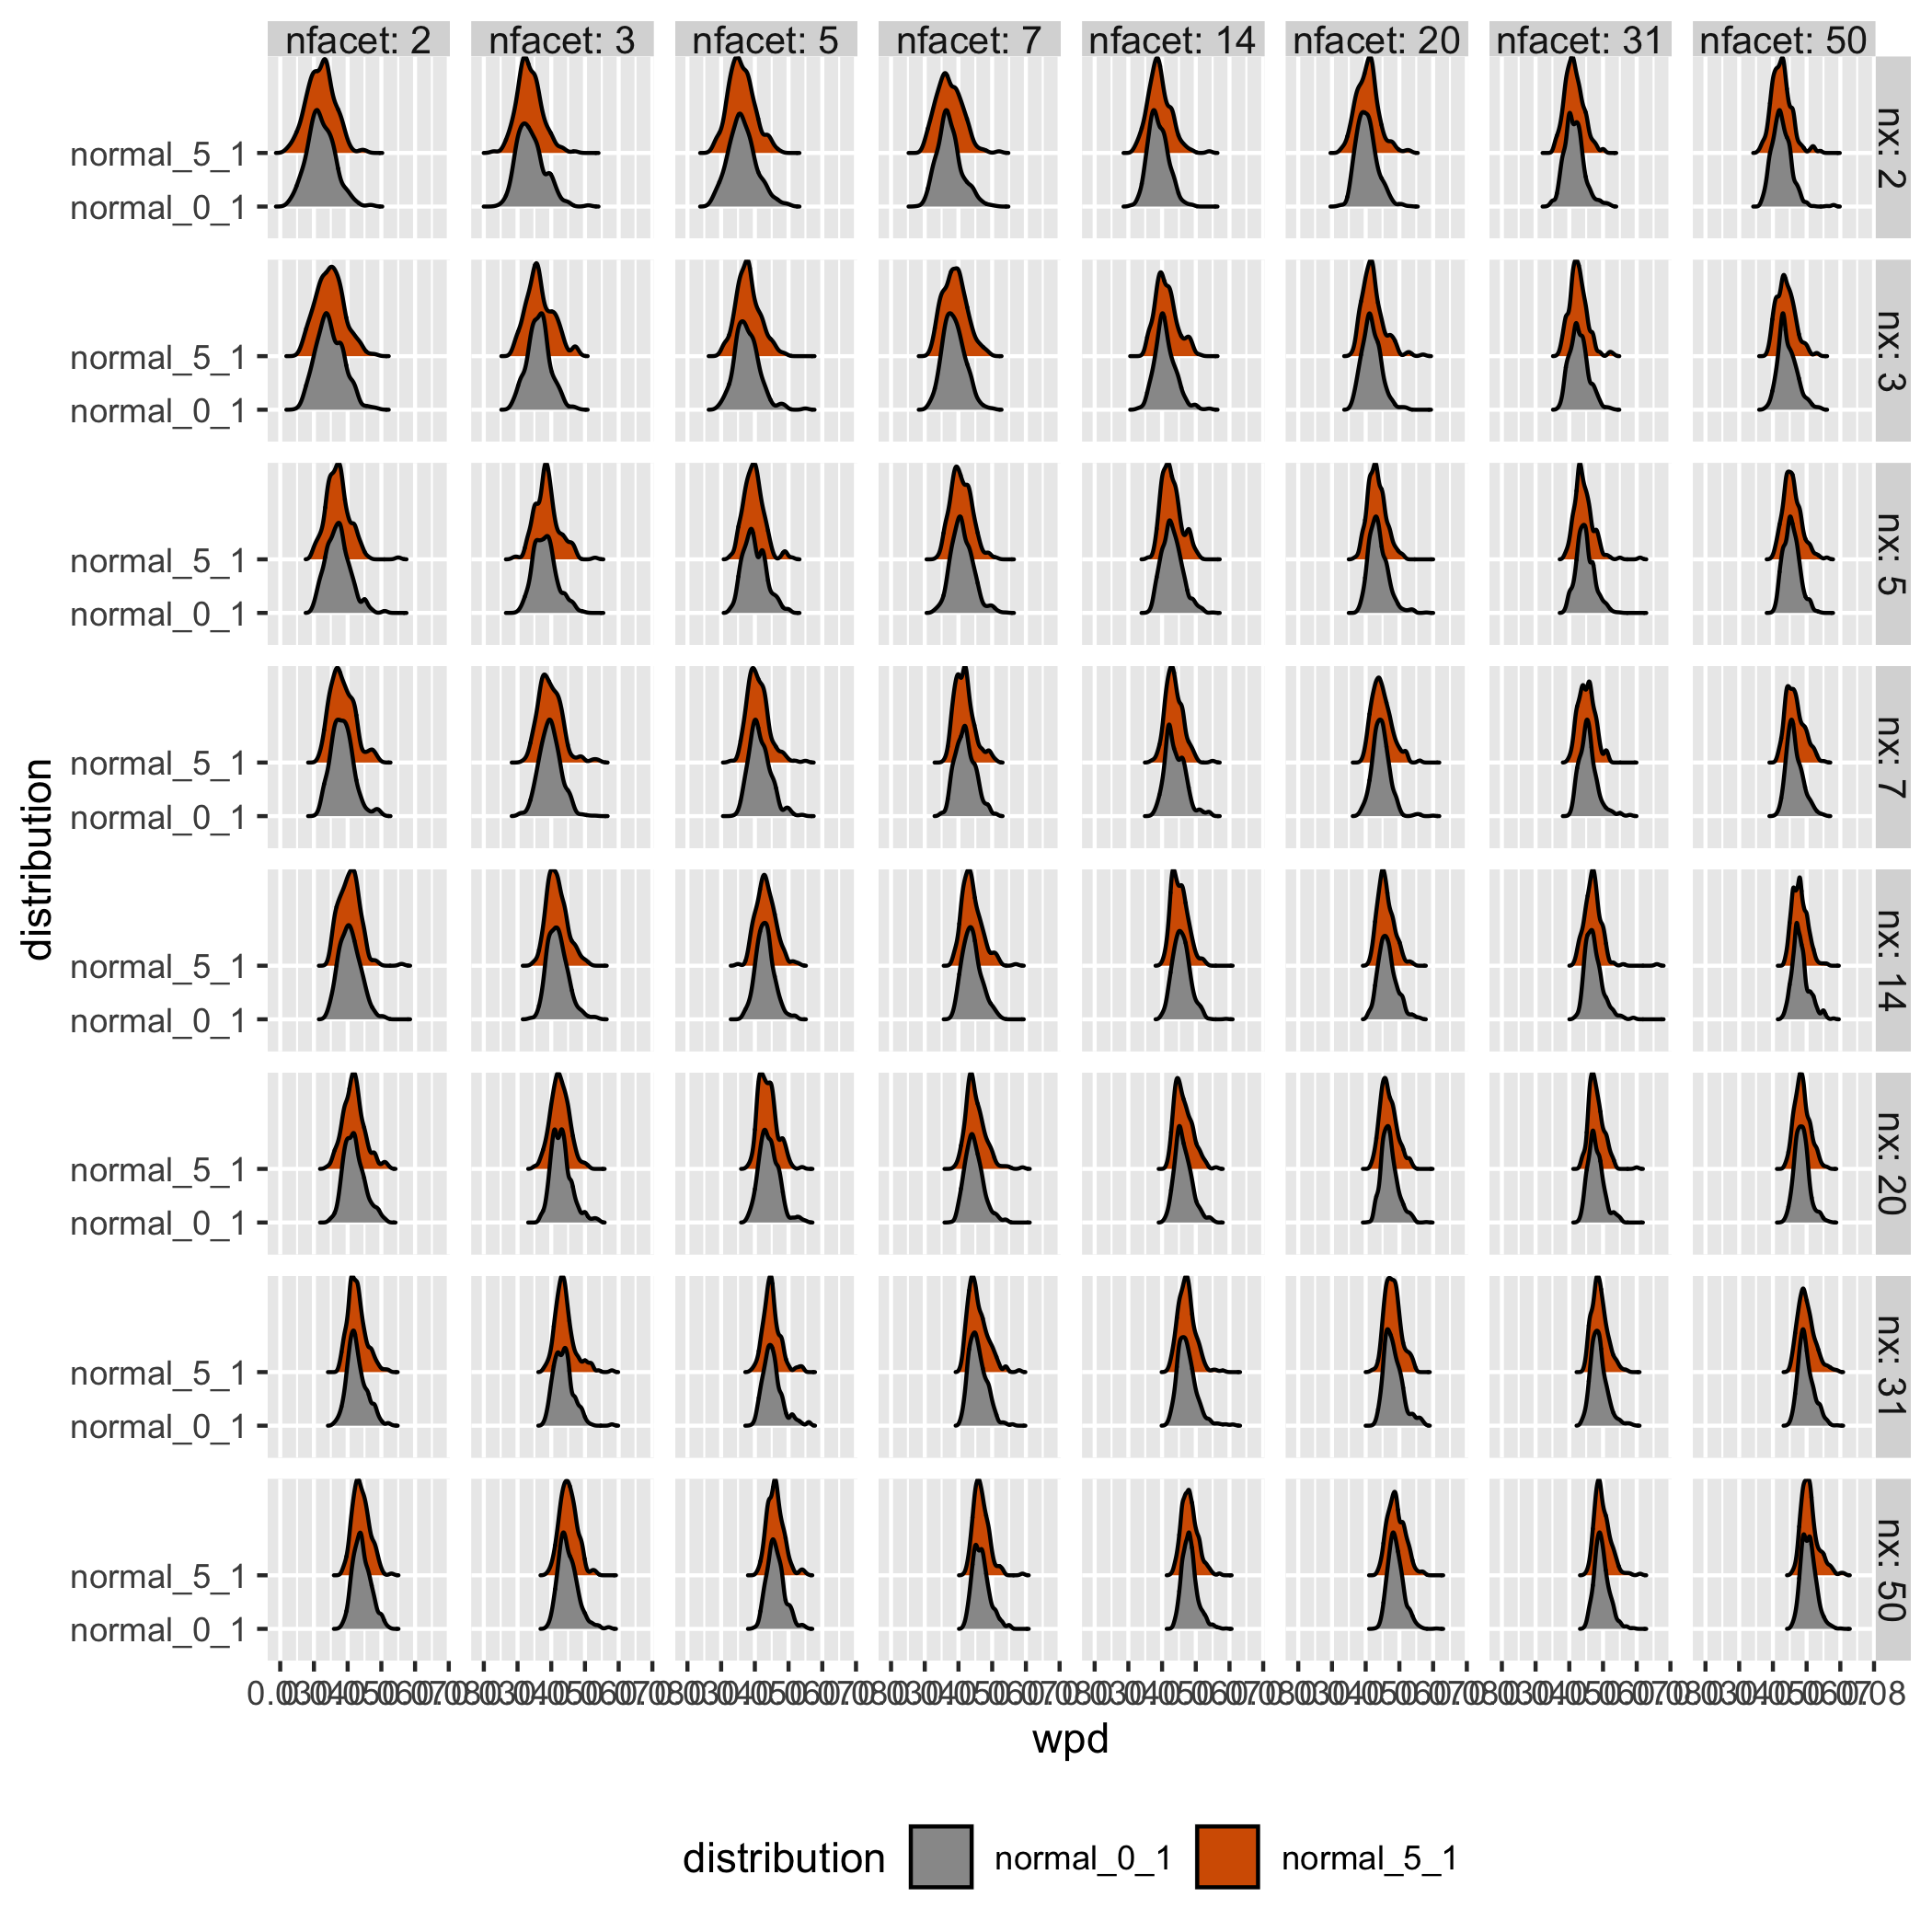 nfacet: 2 nfacet: 3 nfacet: 5 nfacet: 7 nfacet: 14 nfacet: 20 nfacet: 31 nfacet: 50
normal_5_1
normal_0_1
nx: 2
normal_5_1
normal_0_1
nx: 3
normal_5_1
normal_0_1
nx: 5
normal_5_1
normal_0_1
nx: 7
normal_5_1
normal_0_1
nx: 14
normal_5_1
normal_0_1
nx: 20
normal_5_1
normal_0_1
nx: 31
normal_5_1
normal_0_1
nx: 50
distribution
wpd
distribution normal_0_1 normal_5_1